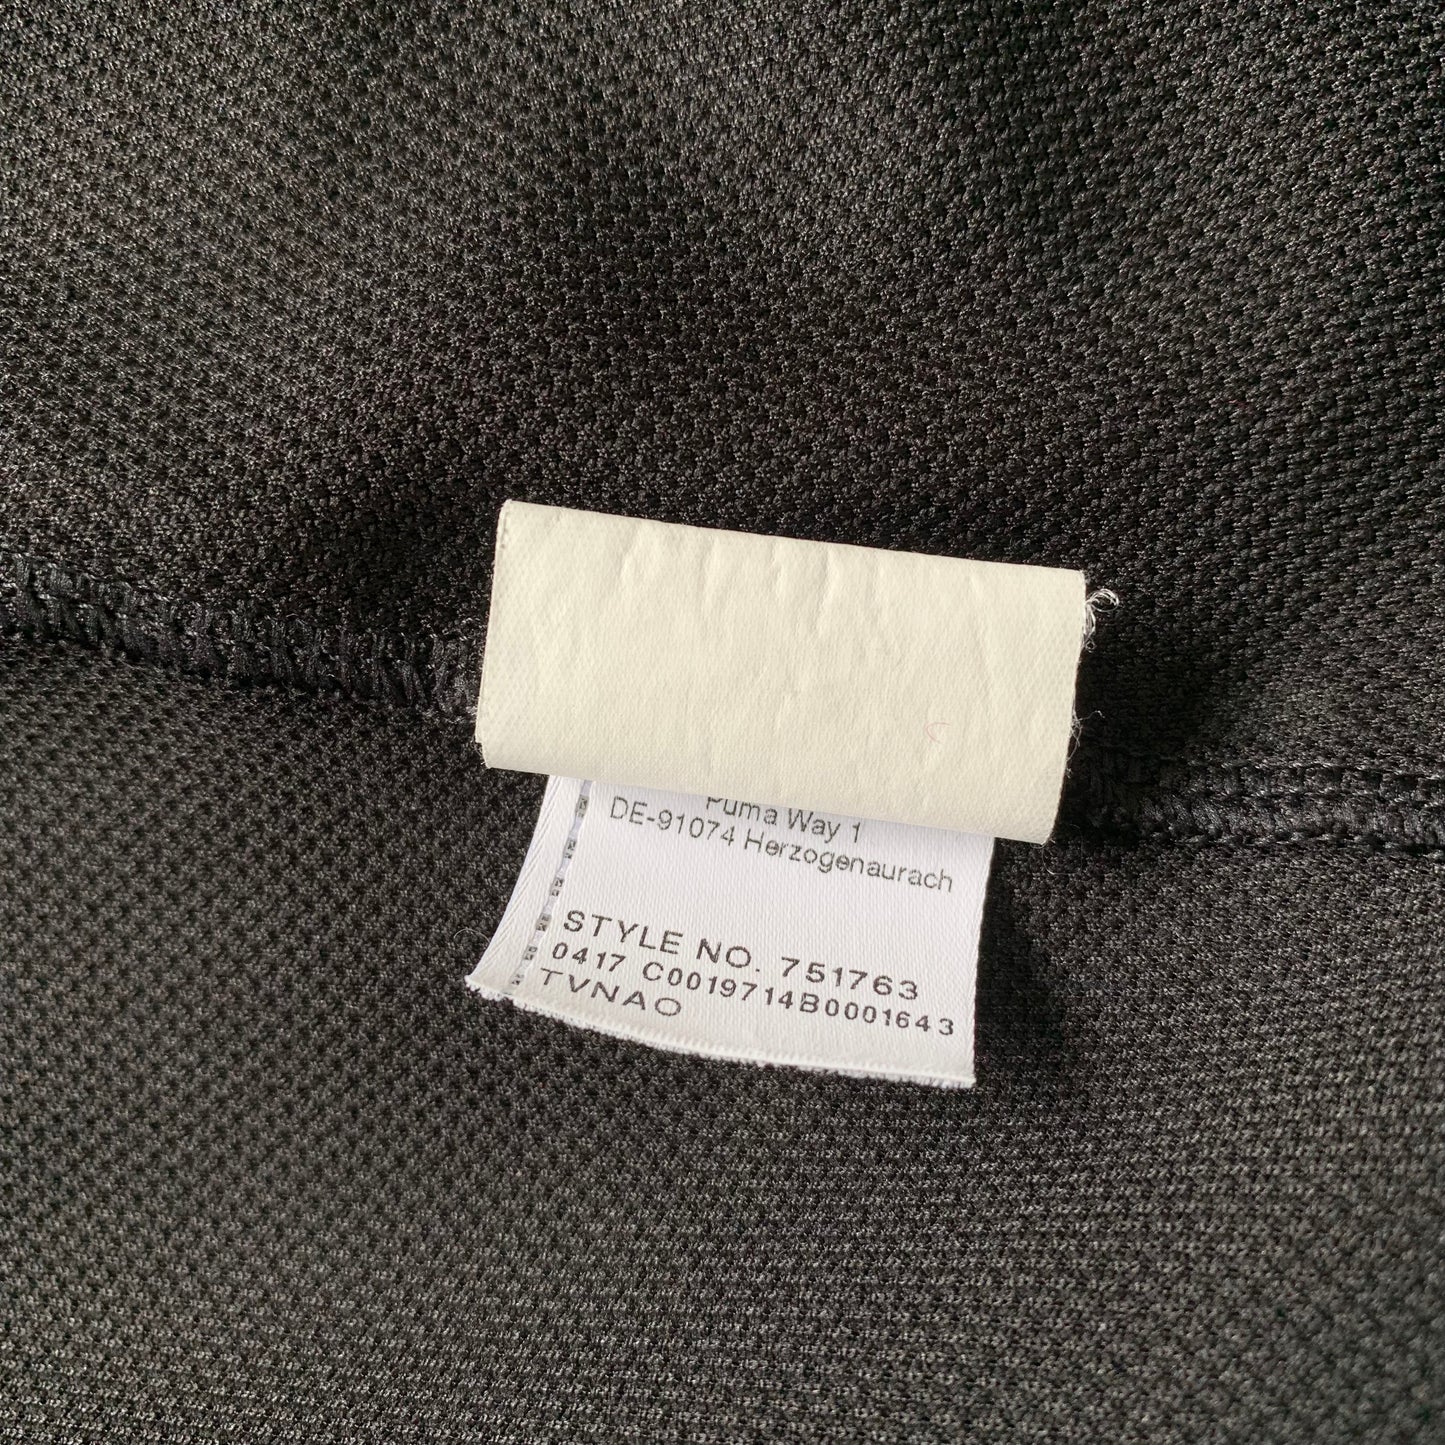 Puma Way 1
DE-91074 Herzogenaurach
STYLE NO. 751763
0417 C0019714B0001643
TVNAO